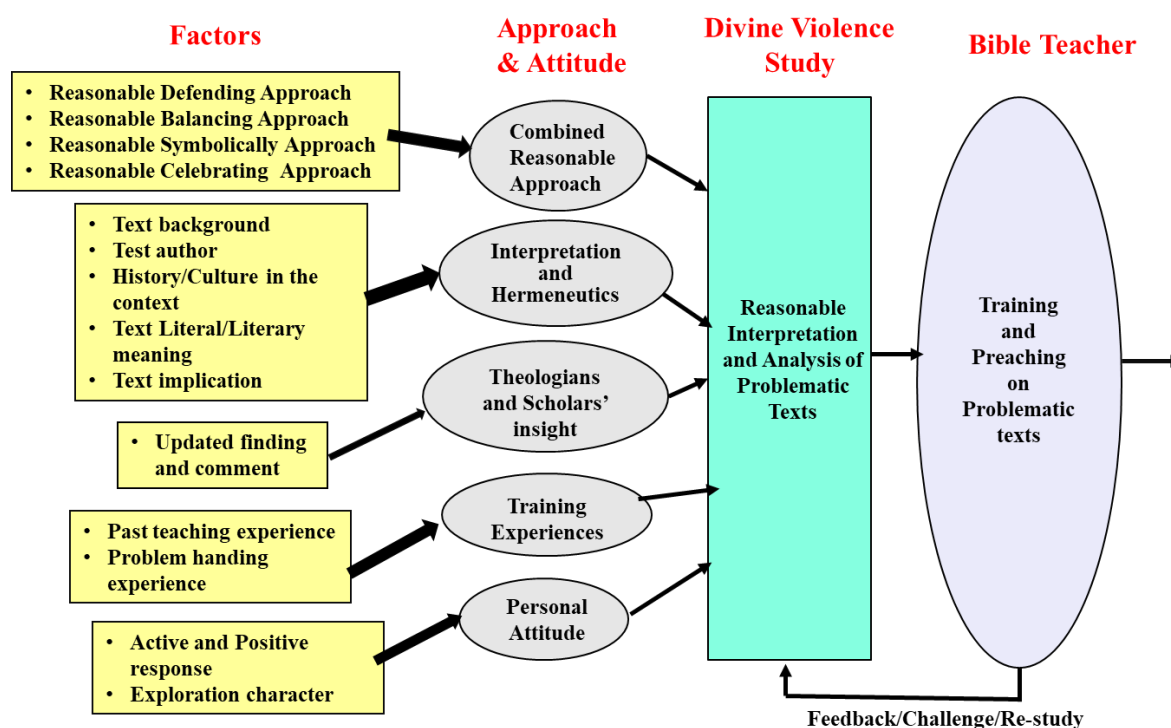 Factors
Approach
& Attitude
Divine Violence
Study
Bible Teacher
• Reasonable Defending Approach
• Reasonable Balancing Approach
• Reasonable Symbolically Approach
• Reasonable Celebrating Approach
Combined
Reasonable
Approach
• Text background
• Test author
• History/Culture in the
context
• Text Literal/Literary
meaning
• Text implication
Interpretation
and
Hermeneutics
• Updated finding
and comment
Theologians
and Scholars’
insight
• Past teaching experience
• Problem handing
experience
Training
Experiences
• Active and Positive
response
• Exploration character
Personal
Attitude
Reasonable
Interpretation
and Analysis of
Problematic
Texts
Training
and
Preaching
on
Problematic
texts
Feedback/Challenge/Re-study